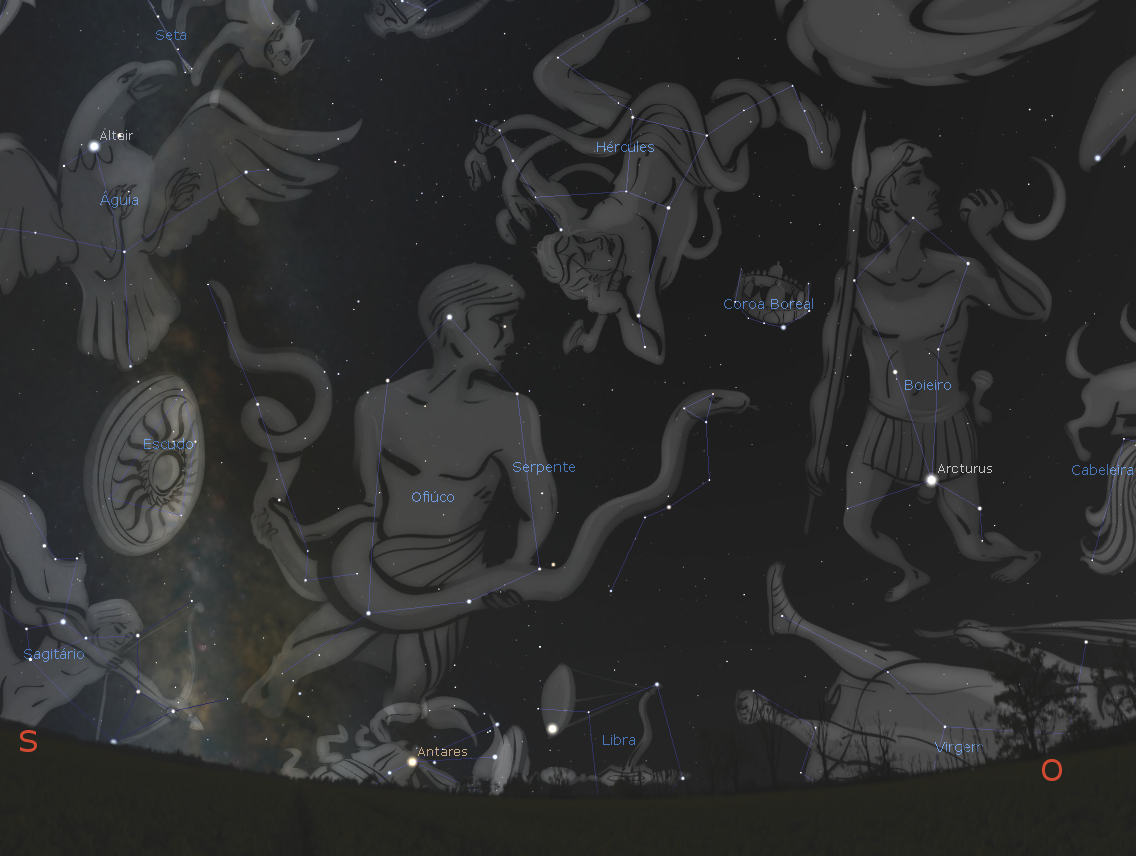 Seta
Altair
Hércules
Águia
Coroa Boreal
Boieiro
Escudo
Serpente
Arcturus
Cabeleira
Ofiúco
Sagitário
S
Antares
Libra
Virgem
O